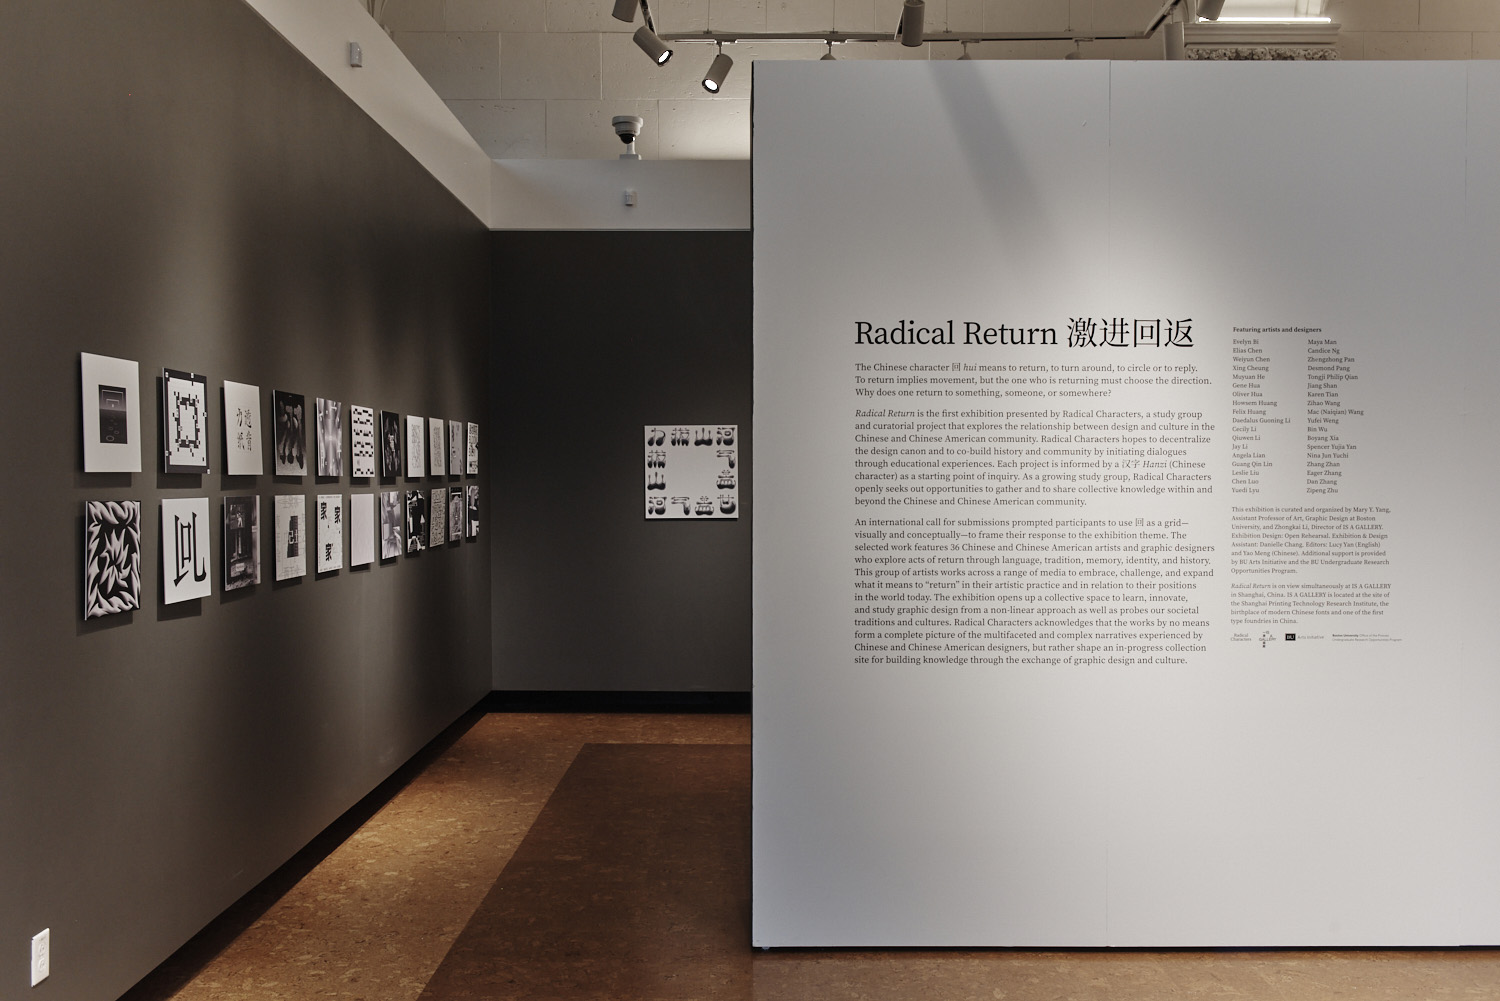 Radical Return 激进回返
The Chinese character 回 hui means to return, to turn around, to circle or to reply.
To return implies movement, but the one who is returning must choose the direction.
Why does one return to something, someone, or somewhere?
Radical Return is the first exhibition presented by Radical Characters, a study group
and curatorial project that explores the relationship between design and culture in the
Chinese and Chinese American community. Radical Characters hopes to decentralize
the design canon and to co-build history and community by initiating dialogues
through educational experiences. Each project is informed by a 汉字 Hanzi (Chinese
character) as a starting point of inquiry. As a growing study group, Radical Characters
openly seeks out opportunities to gather and to share collective knowledge within and
beyond the Chinese and Chinese American community.
An international call for submissions prompted participants to use 回 as a grid—
visually and conceptually—to frame their response to the exhibition theme. The
selected work features 36 Chinese and Chinese American artists and graphic designers
who explore acts of return through language, tradition, memory, identity, and history.
This group of artists works across a range of media to embrace, challenge, and expand
what it means to “return” in their artistic practice and in relation to their positions
in the world today. The exhibition opens up a collective space to learn, innovate,
and study graphic design from a non-linear approach as well as probes our societal
traditions and cultures. Radical Characters acknowledges that the works by no means
form a complete picture of the multifaceted and complex narratives experienced by
Chinese and Chinese American designers, but rather shape an in-progress collection
site for building knowledge through the exchange of graphic design and culture.
Featuring artists and designers
Evelyn Bi
Elias Chen
Weiyun Chen
Xing Cheung
Muyuan He
Gene Hua
Oliver Hua
Howsem Huang
Felix Huang
Daedalus Guoning Li
Cecily Li
Qiuwen Li
Jay Li
Angela Lian
Guang Qin Lin
Leslie Liu
Chen Luo
Yuedi Lyu
Maya Man
Candice Ng
Zhengzhong Pan
Desmond Pang
Tongji Philip Qian
Jiang Shan
Karen Tian
Zihao Wang
Mac (Naiqian) Wang
Yufei Weng
Bin Wu
Boyang Xia
Spencer Yujia Yan
Nina Jun Yuchi
Zhang Zhan
Eager Zhang
Dan Zhang
Zipeng Zhu
This exhibition is curated and organized by Mary Y. Yang,
Assistant Professor of Art, Graphic Design at Boston
University, and Zhongkai Li, Director of IS A GALLERY.
Exhibition Design: Open Rehearsal. Exhibition & Design
Assistant: Danielle Chang. Editors: Lucy Yan (English)
and Yao Meng (Chinese). Additional support is provided
by BU Arts Initiative and the BU Undergraduate Research
Opportunities Program.
Radical Return is on view simultaneously at IS A GALLERY
in Shanghai, China. IS A GALLERY is located at the site of
the Shanghai Printing Technology Research Institute, the
birthplace of modern Chinese fonts and one of the first
type foundries in China.
Radical
Characters